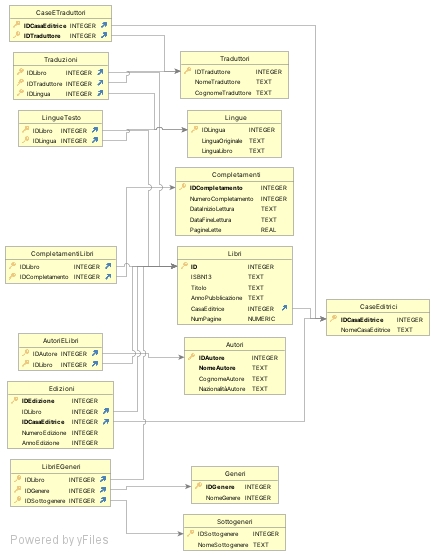 CaseETraduttori
IDCasaEditrice INTEGER
IDTraduttore INTEGER
Traduzioni
IDLibro INTEGER
IDTraduttore INTEGER
IDLingua INTEGER
LingueTesto
IDLibro INTEGER
IDLingua INTEGER
CompletamentiLibri
IDLibro INTEGER
IDCompletamento INTEGER
AutoriELibri
IDAutore INTEGER
IDLibro INTEGER
Edizioni
IDEdizione INTEGER
IDLibro INTEGER
IDCasaEditrice INTEGER
NumeroEdizione INTEGER
AnnoEdizione INTEGER
LibriEGeneri
IDLibro INTEGER
IDGenere INTEGER
IDSottogenere INTEGER
Traduttori
IDTraduttore INTEGER
NomeTraduttore TEXT
CognomeTraduttore TEXT
Lingue
IDLingua INTEGER
LinguaOriginale TEXT
LinguaLibro TEXT
Completamenti
IDCompletamento INTEGER
NumeroCompletamento INTEGER
DataInizioLettura TEXT
DataFineLettura TEXT
PagineLette REAL
Libri
ID INTEGER
ISBN13 TEXT
Titolo TEXT
AnnoPubblicazione TEXT
CasaEditrice INTEGER
NumPagine NUMERIC
Autori
IDAutore INTEGER
NomeAutore TEXT
CognomeAutore TEXT
NazionalitàAutore TEXT
Generi
IDGenere INTEGER
NomeGenere INTEGER
Sottogeneri
IDSottogenere INTEGER
NomeSottogenere TEXT
CaseEditrici
IDCasaEditrice INTEGER
NomeCasaEditrice TEXT
Powered by yFiles